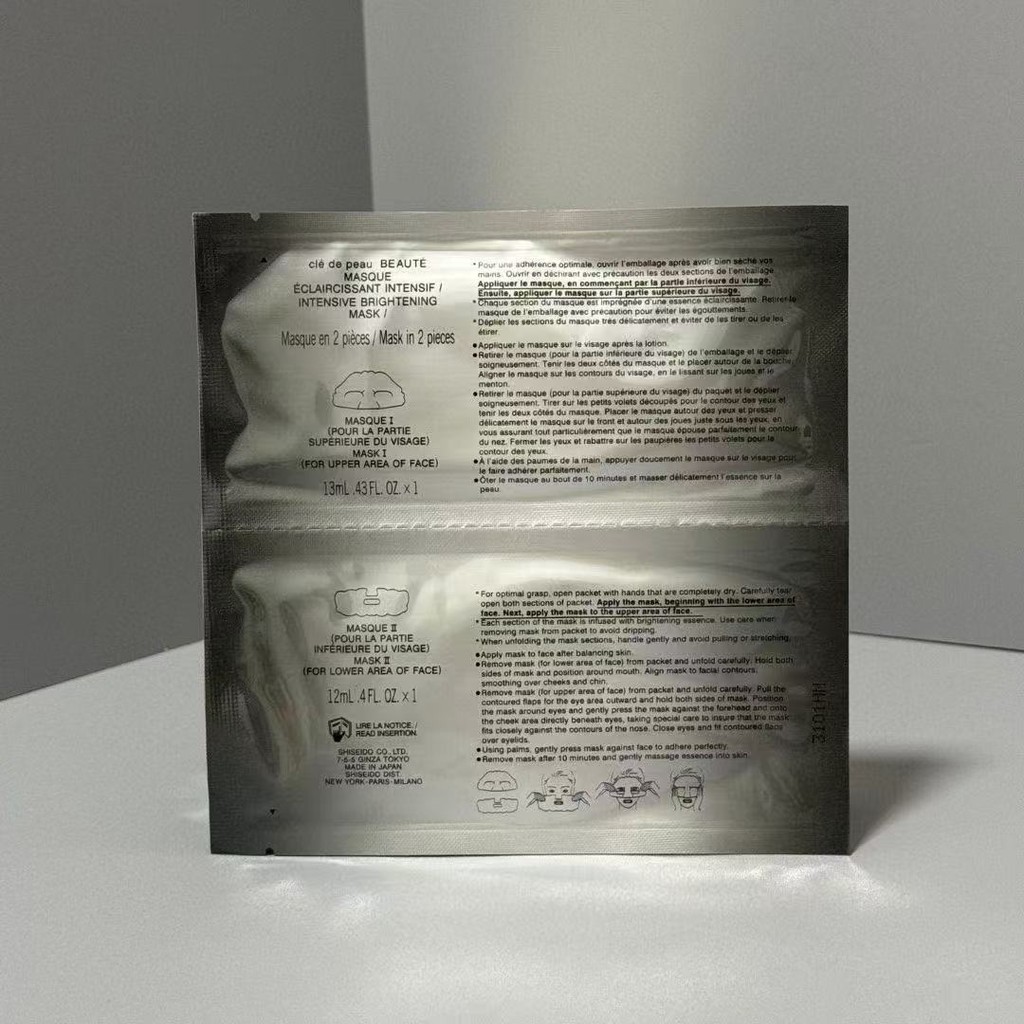 clé de peau BEAUTÉ
MASQUE
ÉCLAIRCISSANT INTENSIF /
INTENSIVE BRIGHTENING
MASK /
Masque en 2 pièces / Mask in 2 pieces
MASQUE I
(POUR LA PARTIE
SUPÉRIEURE DU VISAGE)
MASK I
(FOR UPPER AREA OF FACE)
13mL .43 FL. OZ. x 1
* Pour une adhérence optimale, ouvrir l'emballage après avoir bien séché vos
mains. Ouvrir en déchirant avec précaution les deux sections de l'emballage.
Appliquer le masque, en commençant par la partie inférieure du visage.
Ensuite, appliquer le masque sur la partie supérieure du visage.
* Chaque section du masque est imprégnée d'une essence éclaircissante. Retirer le
masque de l'emballage avec précaution pour éviter les égouttements.
* Déplier les sections du masque très délicatement et éviter de les tirer ou de les
étirer.
● Appliquer le masque sur le visage après la lotion.
● Retirer le masque (pour la partie inférieure du visage) de l'emballage et le déplier
soigneusement. Tenir les deux côtés du masque et le placer autour de la bouche.
Aligner le masque sur les contours du visage, en le lissant sur les joues et le
menton.
● Retirer le masque (pour la partie supérieure du visage) du paquet et le déplier
soigneusement. Tirer sur les petits volets découpés pour le contour des yeux et
tenir les deux côtés du masque. Placer le masque autour des yeux et presser
délicatement le masque sur le front et autour des joues juste sous les yeux, en
vous assurant tout particulièrement que le masque épouse parfaitement le contour
du nez. Fermer les yeux et rabattre sur les paupières les petits volets pour le
contour des yeux.
● À l'aide des paumes de la main, appuyer doucement le masque sur le visage pour
le faire adhérer parfaitement.
● Ôter le masque au bout de 10 minutes et masser délicatement l'essence sur la
peau.
MASQUE II
(POUR LA PARTIE
INFÉRIEURE DU VISAGE)
MASK II
(FOR LOWER AREA OF FACE)
12mL .4 FL. OZ. x 1
LIRE LA NOTICE. /
READ INSERTION.
SHISEIDO CO., LTD.
7-5-5 GINZA TOKYO
MADE IN JAPAN
SHISEIDO DIST.
NEW YORK·PARIS·MILANO
* For optimal grasp, open packet with hands that are completely dry. Carefully tear
open both sections of packet. Apply the mask, beginning with the lower area of
face. Next, apply the mask to the upper area of face.
* Each section of the mask is infused with brightening essence. Use care when
removing mask from packet to avoid dripping.
* When unfolding the mask sections, handle gently and avoid pulling or stretching.
● Apply mask to face after balancing skin.
● Remove mask (for lower area of face) from packet and unfold carefully. Hold both
sides of mask and position around mouth. Align mask to facial contours,
smoothing over cheeks and chin.
● Remove mask (for upper area of face) from packet and unfold carefully. Pull the
contoured flaps for the eye area outward and hold both sides of mask. Position
the mask around eyes and gently press the mask against the forehead and onto
the cheek area directly beneath eyes, taking special care to insure that the mask
fits closely against the contours of the nose. Close eyes and fit contoured flaps
over eyelids.
● Using palms, gently press mask against face to adhere perfectly.
● Remove mask after 10 minutes and gently massage essence into skin.
3101HH